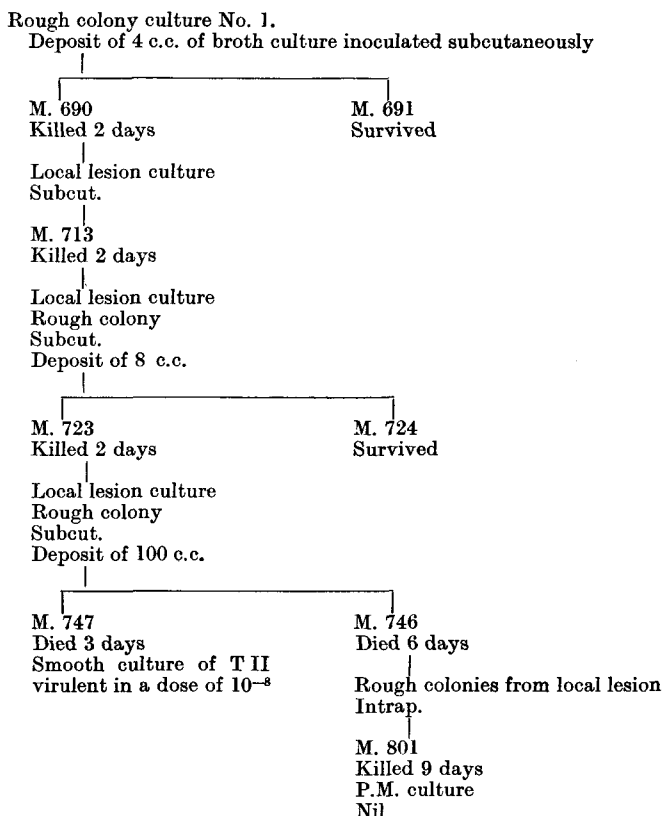 Rough colony culture No. 1.
Deposit of 4 c.c. of broth culture inoculated subcutaneously
M. 690
Killed 2 days
Local lesion culture
Subcut.
M. 691
Survived
M. 713
Killed 2 days
Local lesion culture
Rough colony
Subcut.
Deposit of 8 c.c.
M. 723
Killed 2 days
Local lesion culture
Rough colony
Subcut.
Deposit of 100 c.c.
M. 724
Survived
M. 747
Died 3 days
Smooth culture of T II
virulent in a dose of 10⁻⁸
M. 746
Died 6 days
Rough colonies from local lesion
Intrap.
M. 801
Killed 9 days
P.M. culture
Nil